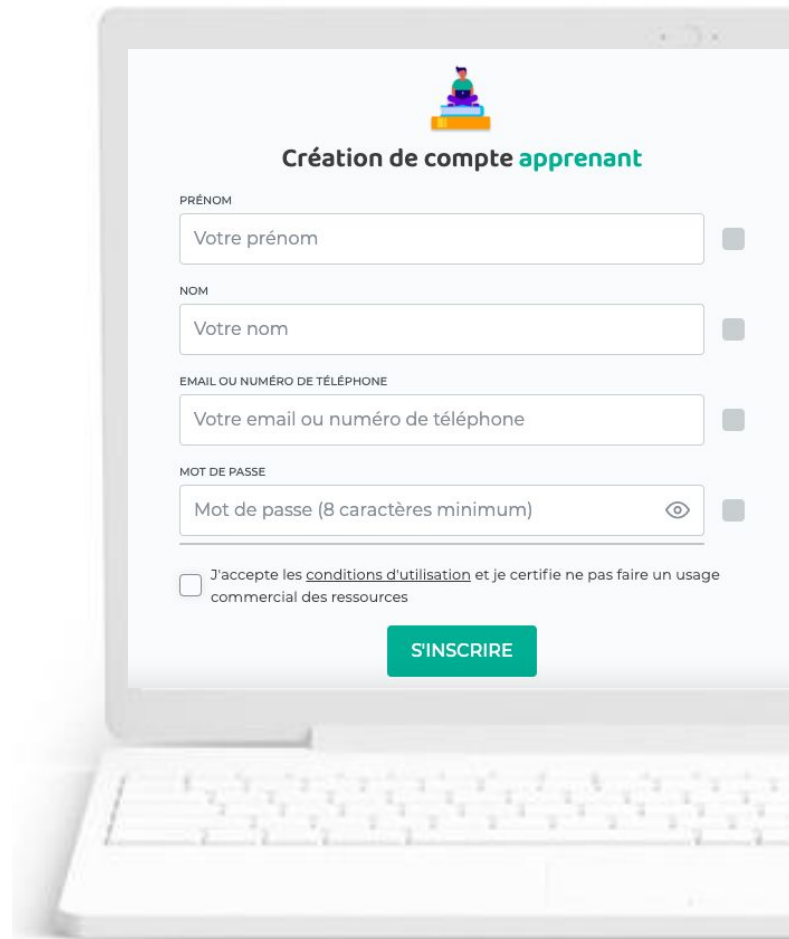 Création de compte apprenant
PRÉNOM
Votre prénom
NOM
Votre nom
EMAIL OU NUMÉRO DE TÉLÉPHONE
Votre email ou numéro de téléphone
MOT DE PASSE
Mot de passe (8 caractères minimum)
J'accepte les conditions d'utilisation et je certifie ne pas faire un usage
commercial des ressources
S'INSCRIRE